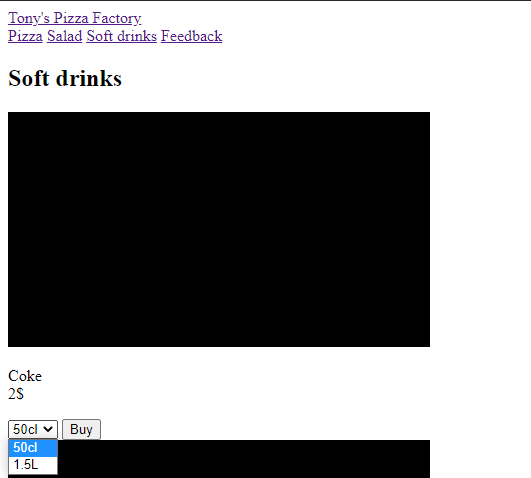 Tony's Pizza Factory
Pizza Salad Soft drinks Feedback
Soft drinks
Coke
2$
50cl Buy
50cl
1.5L